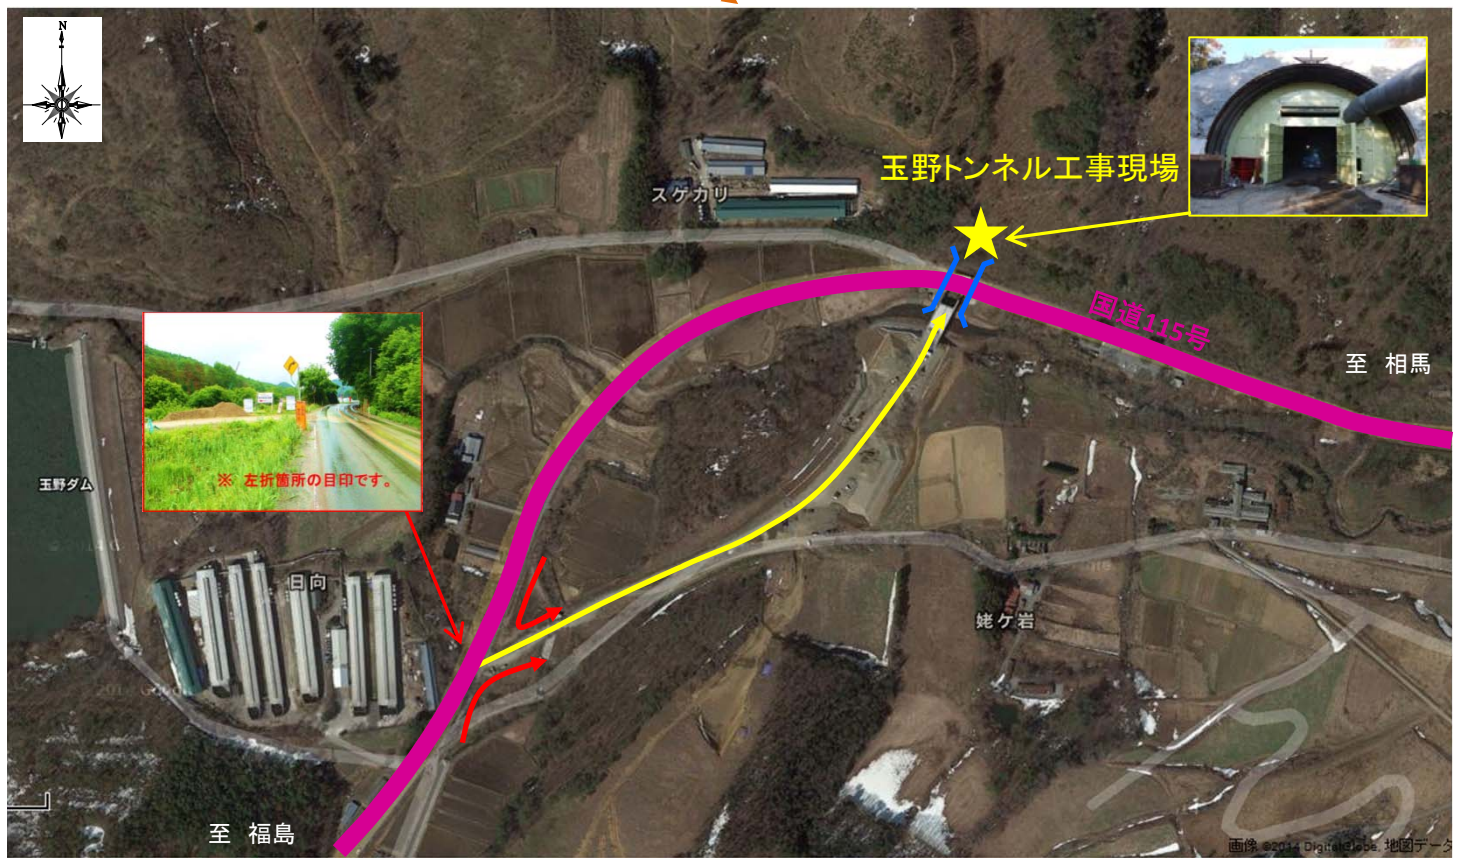 N
玉野トンネル工事現場
スゲカリ
国道115号
至 相馬
※ 左折箇所の目印です。
玉野ダム
日向
姥ケ岩
至 福島
画像 ©2014 DigitalGlobe, 地図データ